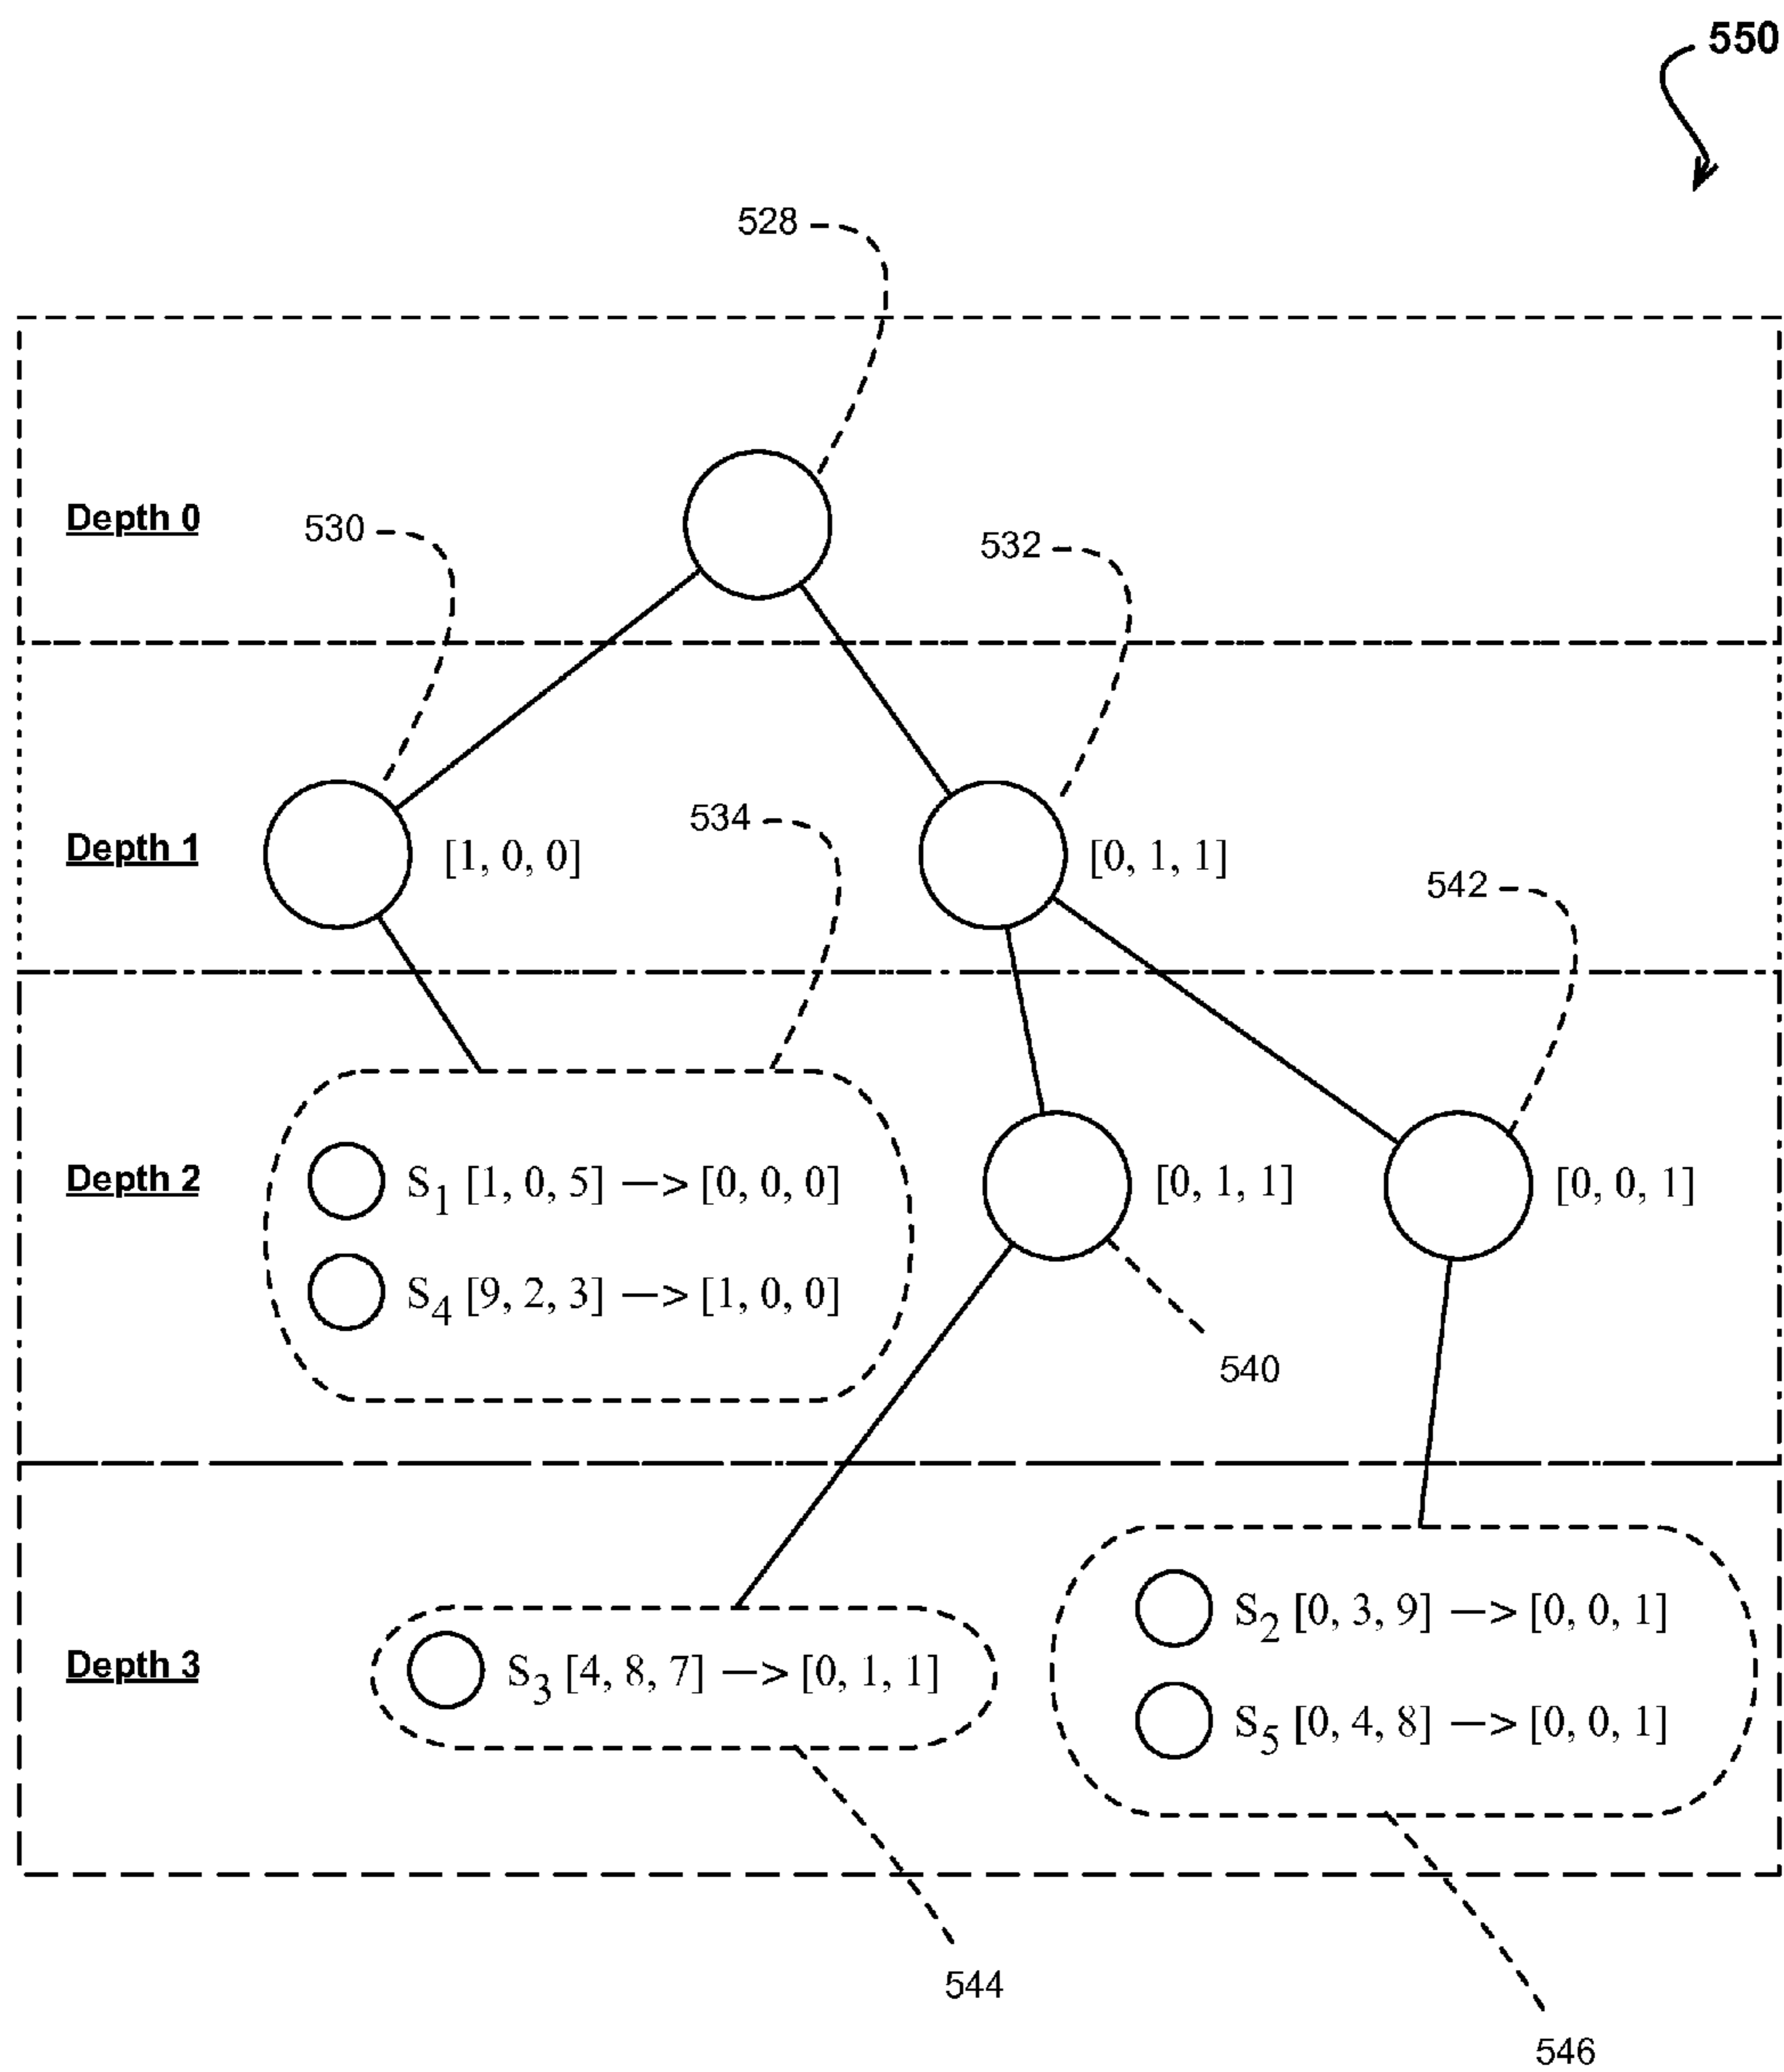 550
528
Depth 0
530
532
Depth 1
[1, 0, 0]
534
[0, 1, 1]
542
Depth 2
S1 [1, 0, 5] —> [0, 0, 0]
S4 [9, 2, 3] —> [1, 0, 0]
[0, 1, 1]
[0, 0, 1]
540
Depth 3
S3 [4, 8, 7] —> [0, 1, 1]
S2 [0, 3, 9] —> [0, 0, 1]
S5 [0, 4, 8] —> [0, 0, 1]
544
546